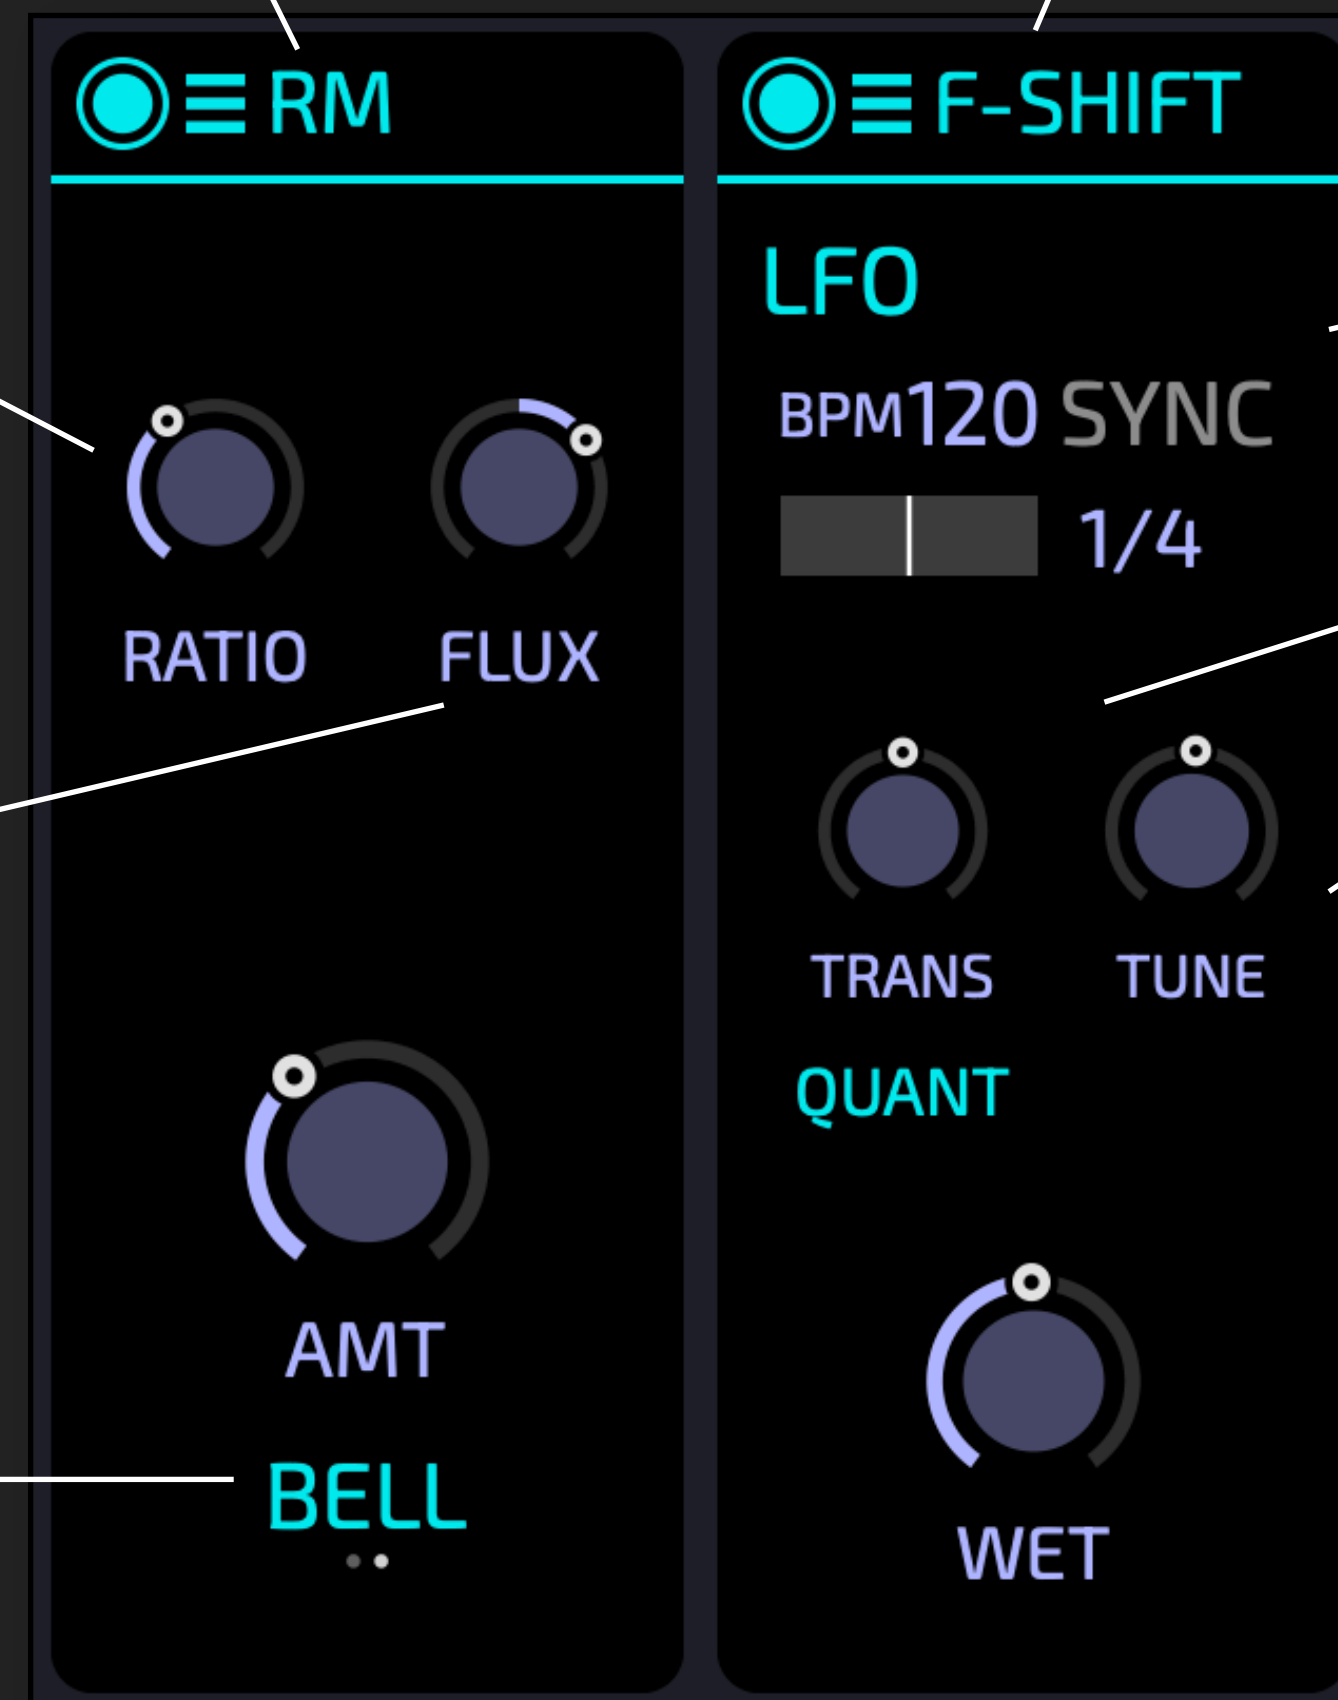 RM
RATIO FLUX
AMT
BELL
F-SHIFT
LFO
BPM120 SYNC
1/4
TRANS TUNE
QUANT
WET